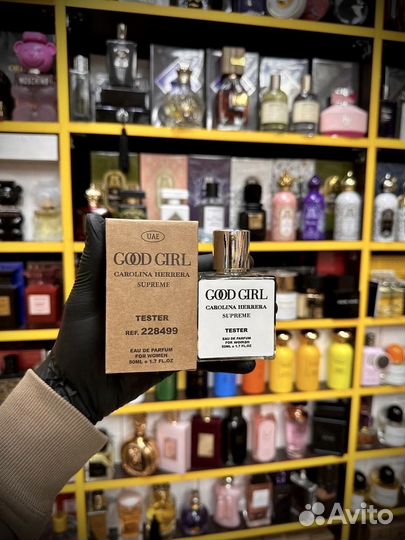 UAE
GOOD GIRL
CAROLINA HERRERA
SUPREME
TESTER
REF. 228499
EAU DE PARFUM
FOR WOMEN
50ML ≈ 1.7 FL.OZ
GOOD GIRL
CAROLINA HERRERA
SUPREME
TESTER
EAU DE PARFUM
FOR WOMEN
50ML ≈ 1.7 FL.OZ
MOSCHINO
Avito